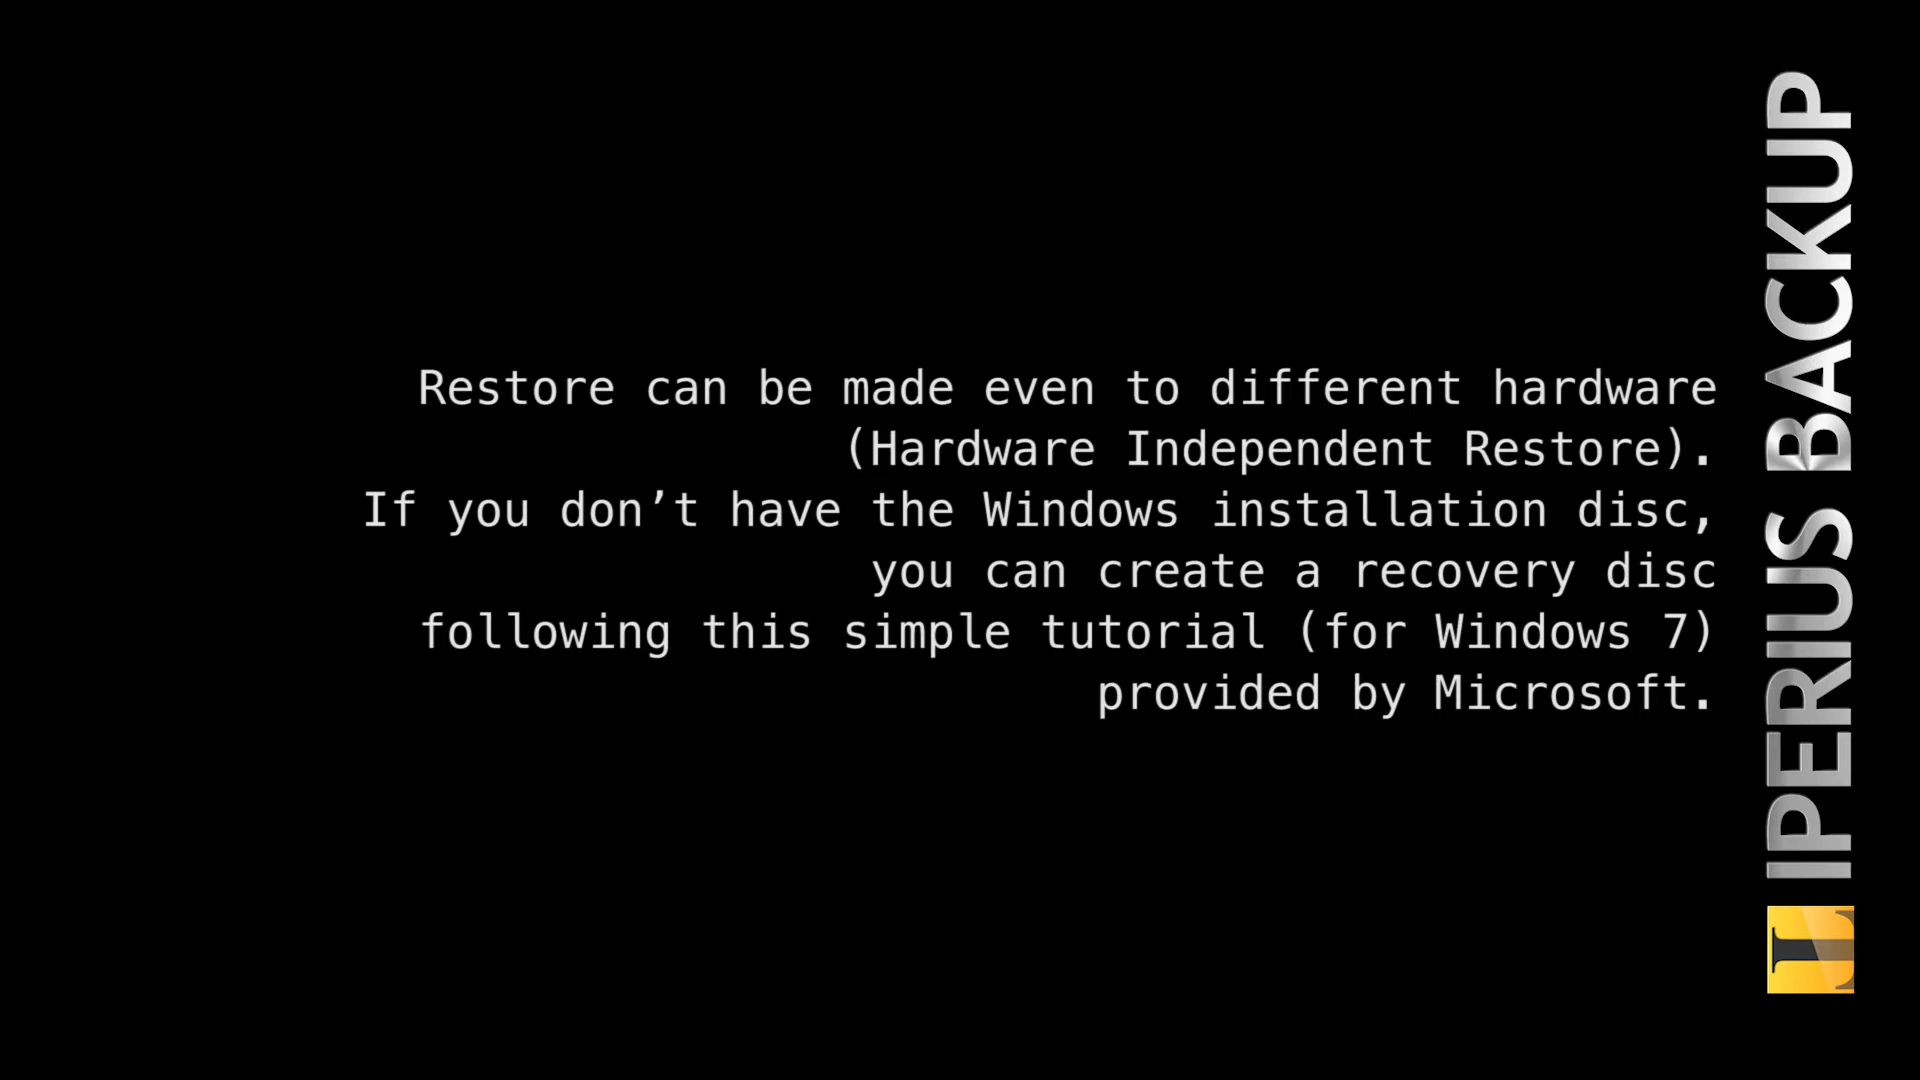 Restore can be made even to different hardware
(Hardware Independent Restore).
If you don’t have the Windows installation disc,
you can create a recovery disc
following this simple tutorial (for Windows 7)
provided by Microsoft.
IPERIUS BACKUP
I